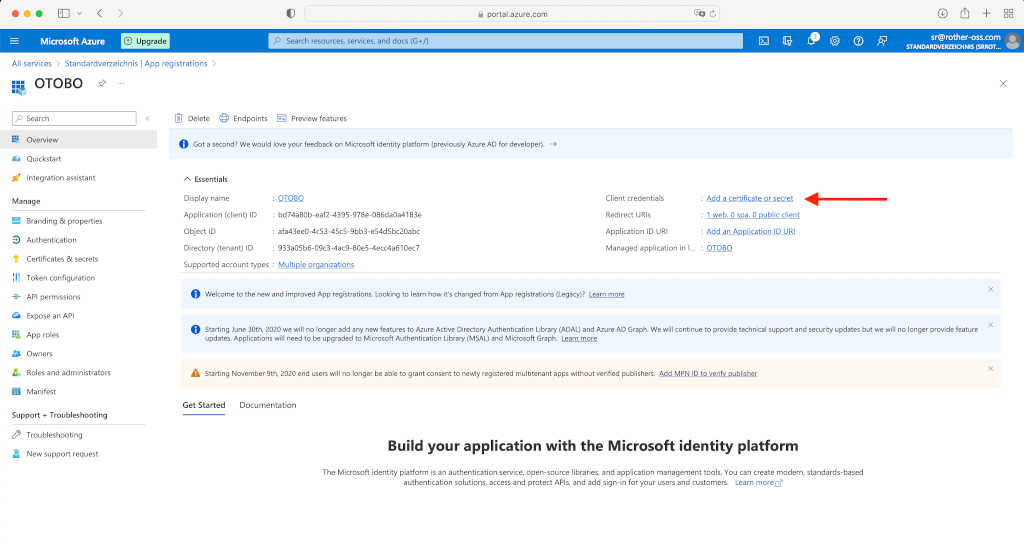 portal.azure.com
Microsoft Azure
Upgrade
Search resources, services, and docs (G+/)
3
sr@rother-oss.com
STANDARDVERZEICHNIS (SRROT...
All services > Standardverzeichnis | App registrations >
OTOBO
...
Search
«
Delete
Endpoints
Preview features
Overview
Quickstart
Integration assistant
Manage
Branding & properties
Authentication
Certificates & secrets
Token configuration
API permissions
Expose an API
App roles
Owners
Roles and administrators
Manifest
Support + Troubleshooting
Troubleshooting
New support request
Got a second? We would love your feedback on Microsoft identity platform (previously Azure AD for developer). →
Essentials
Display name : OTOBO
Application (client) ID : bd74a80b-eaf2-4395-978e-086da0a4183e
Object ID : afa43ee0-4c53-45c5-9bb3-e54d5bc20abc
Directory (tenant) ID : 933a05b6-09c3-4ac9-80e5-4ecc4a610ec7
Supported account types : Multiple organizations
Client credentials : Add a certificate or secret
Redirect URIs : 1 web, 0 spa, 0 public client
Application ID URI : Add an Application ID URI
Managed application in l... : OTOBO
Welcome to the new and improved App registrations. Looking to learn how it's changed from App registrations (Legacy)? Learn more
Starting June 30th, 2020 we will no longer add any new features to Azure Active Directory Authentication Library (ADAL) and Azure AD Graph. We will continue to provide technical support and security updates but we will no longer provide feature
updates. Applications will need to be upgraded to Microsoft Authentication Library (MSAL) and Microsoft Graph. Learn more
Starting November 9th, 2020 end users will no longer be able to grant consent to newly registered multitenant apps without verified publishers. Add MPN ID to verify publisher
Get Started
Documentation
Build your application with the Microsoft identity platform
The Microsoft identity platform is an authentication service, open-source libraries, and application management tools. You can create modern, standards-based
authentication solutions, access and protect APIs, and add sign-in for your users and customers. Learn more